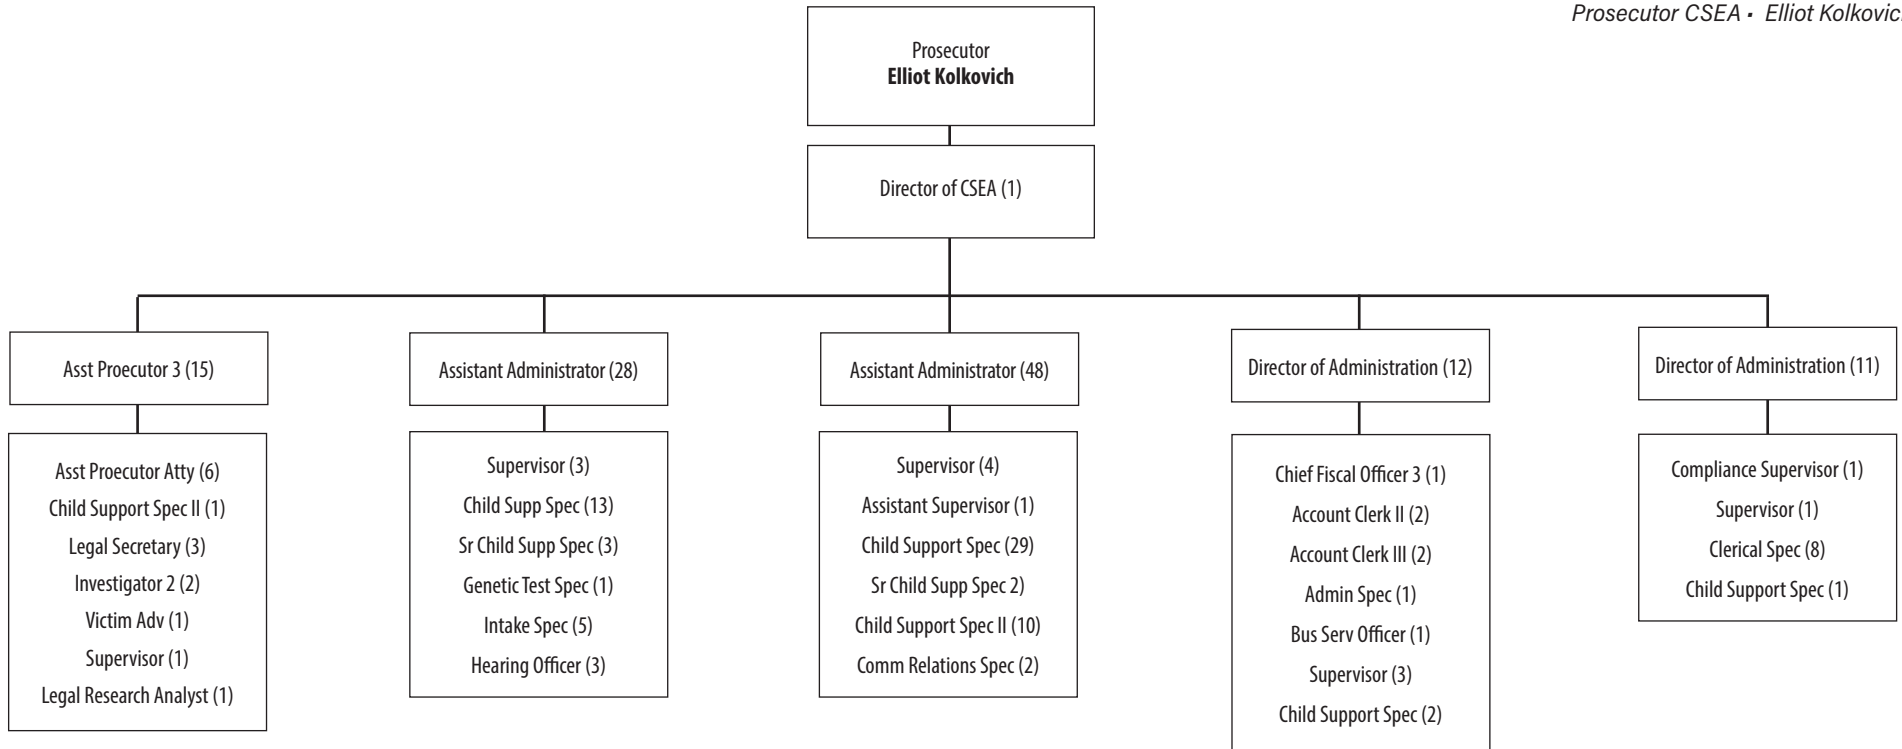 Prosecutor CSEA • Elliot Kolkovic
Prosecutor
Elliot Kolkovich
Director of CSEA (1)
Asst Proecutor 3 (15)
Asst Proecutor Atty (6)
Child Support Spec II (1)
Legal Secretary (3)
Investigator 2 (2)
Victim Adv (1)
Supervisor (1)
Legal Research Analyst (1)
Assistant Administrator (28)
Supervisor (3)
Child Supp Spec (13)
Sr Child Supp Spec (3)
Genetic Test Spec (1)
Intake Spec (5)
Hearing Officer (3)
Assistant Administrator (48)
Supervisor (4)
Assistant Supervisor (1)
Child Support Spec (29)
Sr Child Supp Spec 2)
Child Support Spec II (10)
Comm Relations Spec (2)
Director of Administration (12)
Chief Fiscal Officer 3 (1)
Account Clerk II (2)
Account Clerk III (2)
Admin Spec (1)
Bus Serv Officer (1)
Supervisor (3)
Child Support Spec (2)
Director of Administration (11)
Compliance Supervisor (1)
Supervisor (1)
Clerical Spec (8)
Child Support Spec (1)